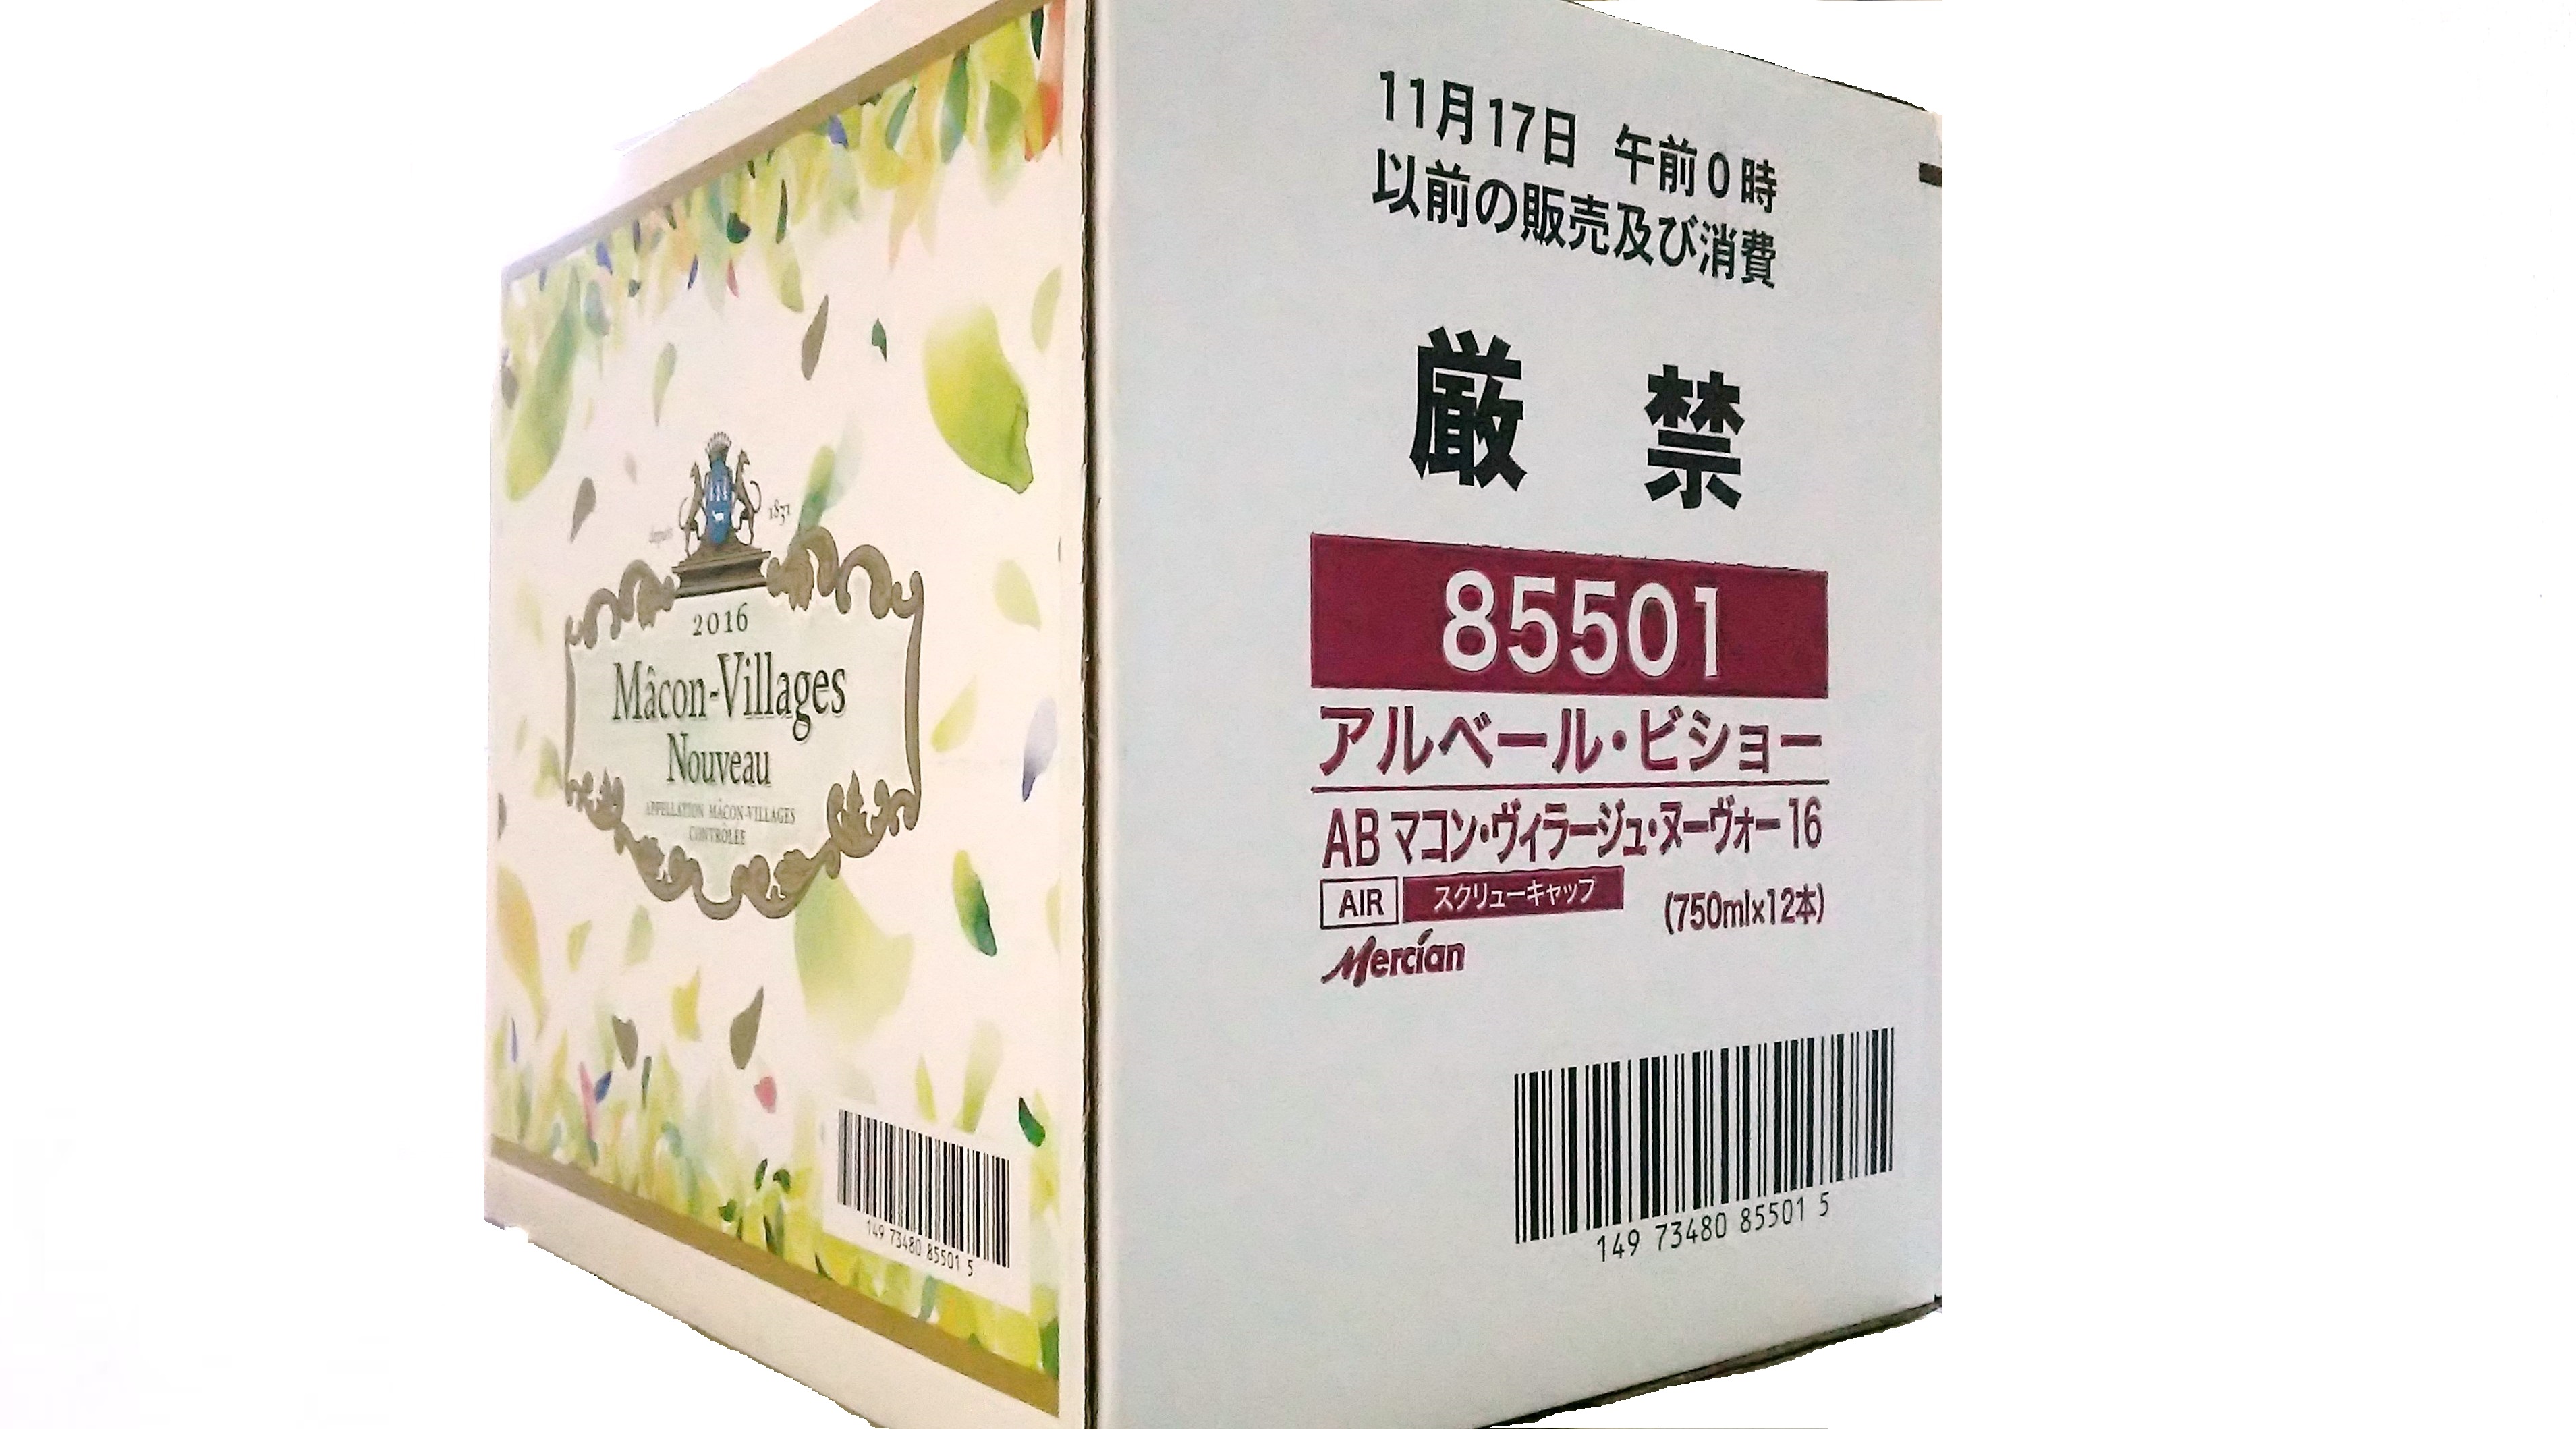 depuis 1831
2016
Mâcon-Villages
Nouveau
APPELLATION MÂCON-VILLAGES
CONTRÔLÉE
149 73480 85501 5
11月17日 午前0時
以前の販売及び消費
厳 禁
85501
アルベール・ビショー
AB マコン・ヴィラージュ・ヌーヴォー 16
AIR スクリューキャップ (750ml×12本)
Mercian
149 73480 85501 5